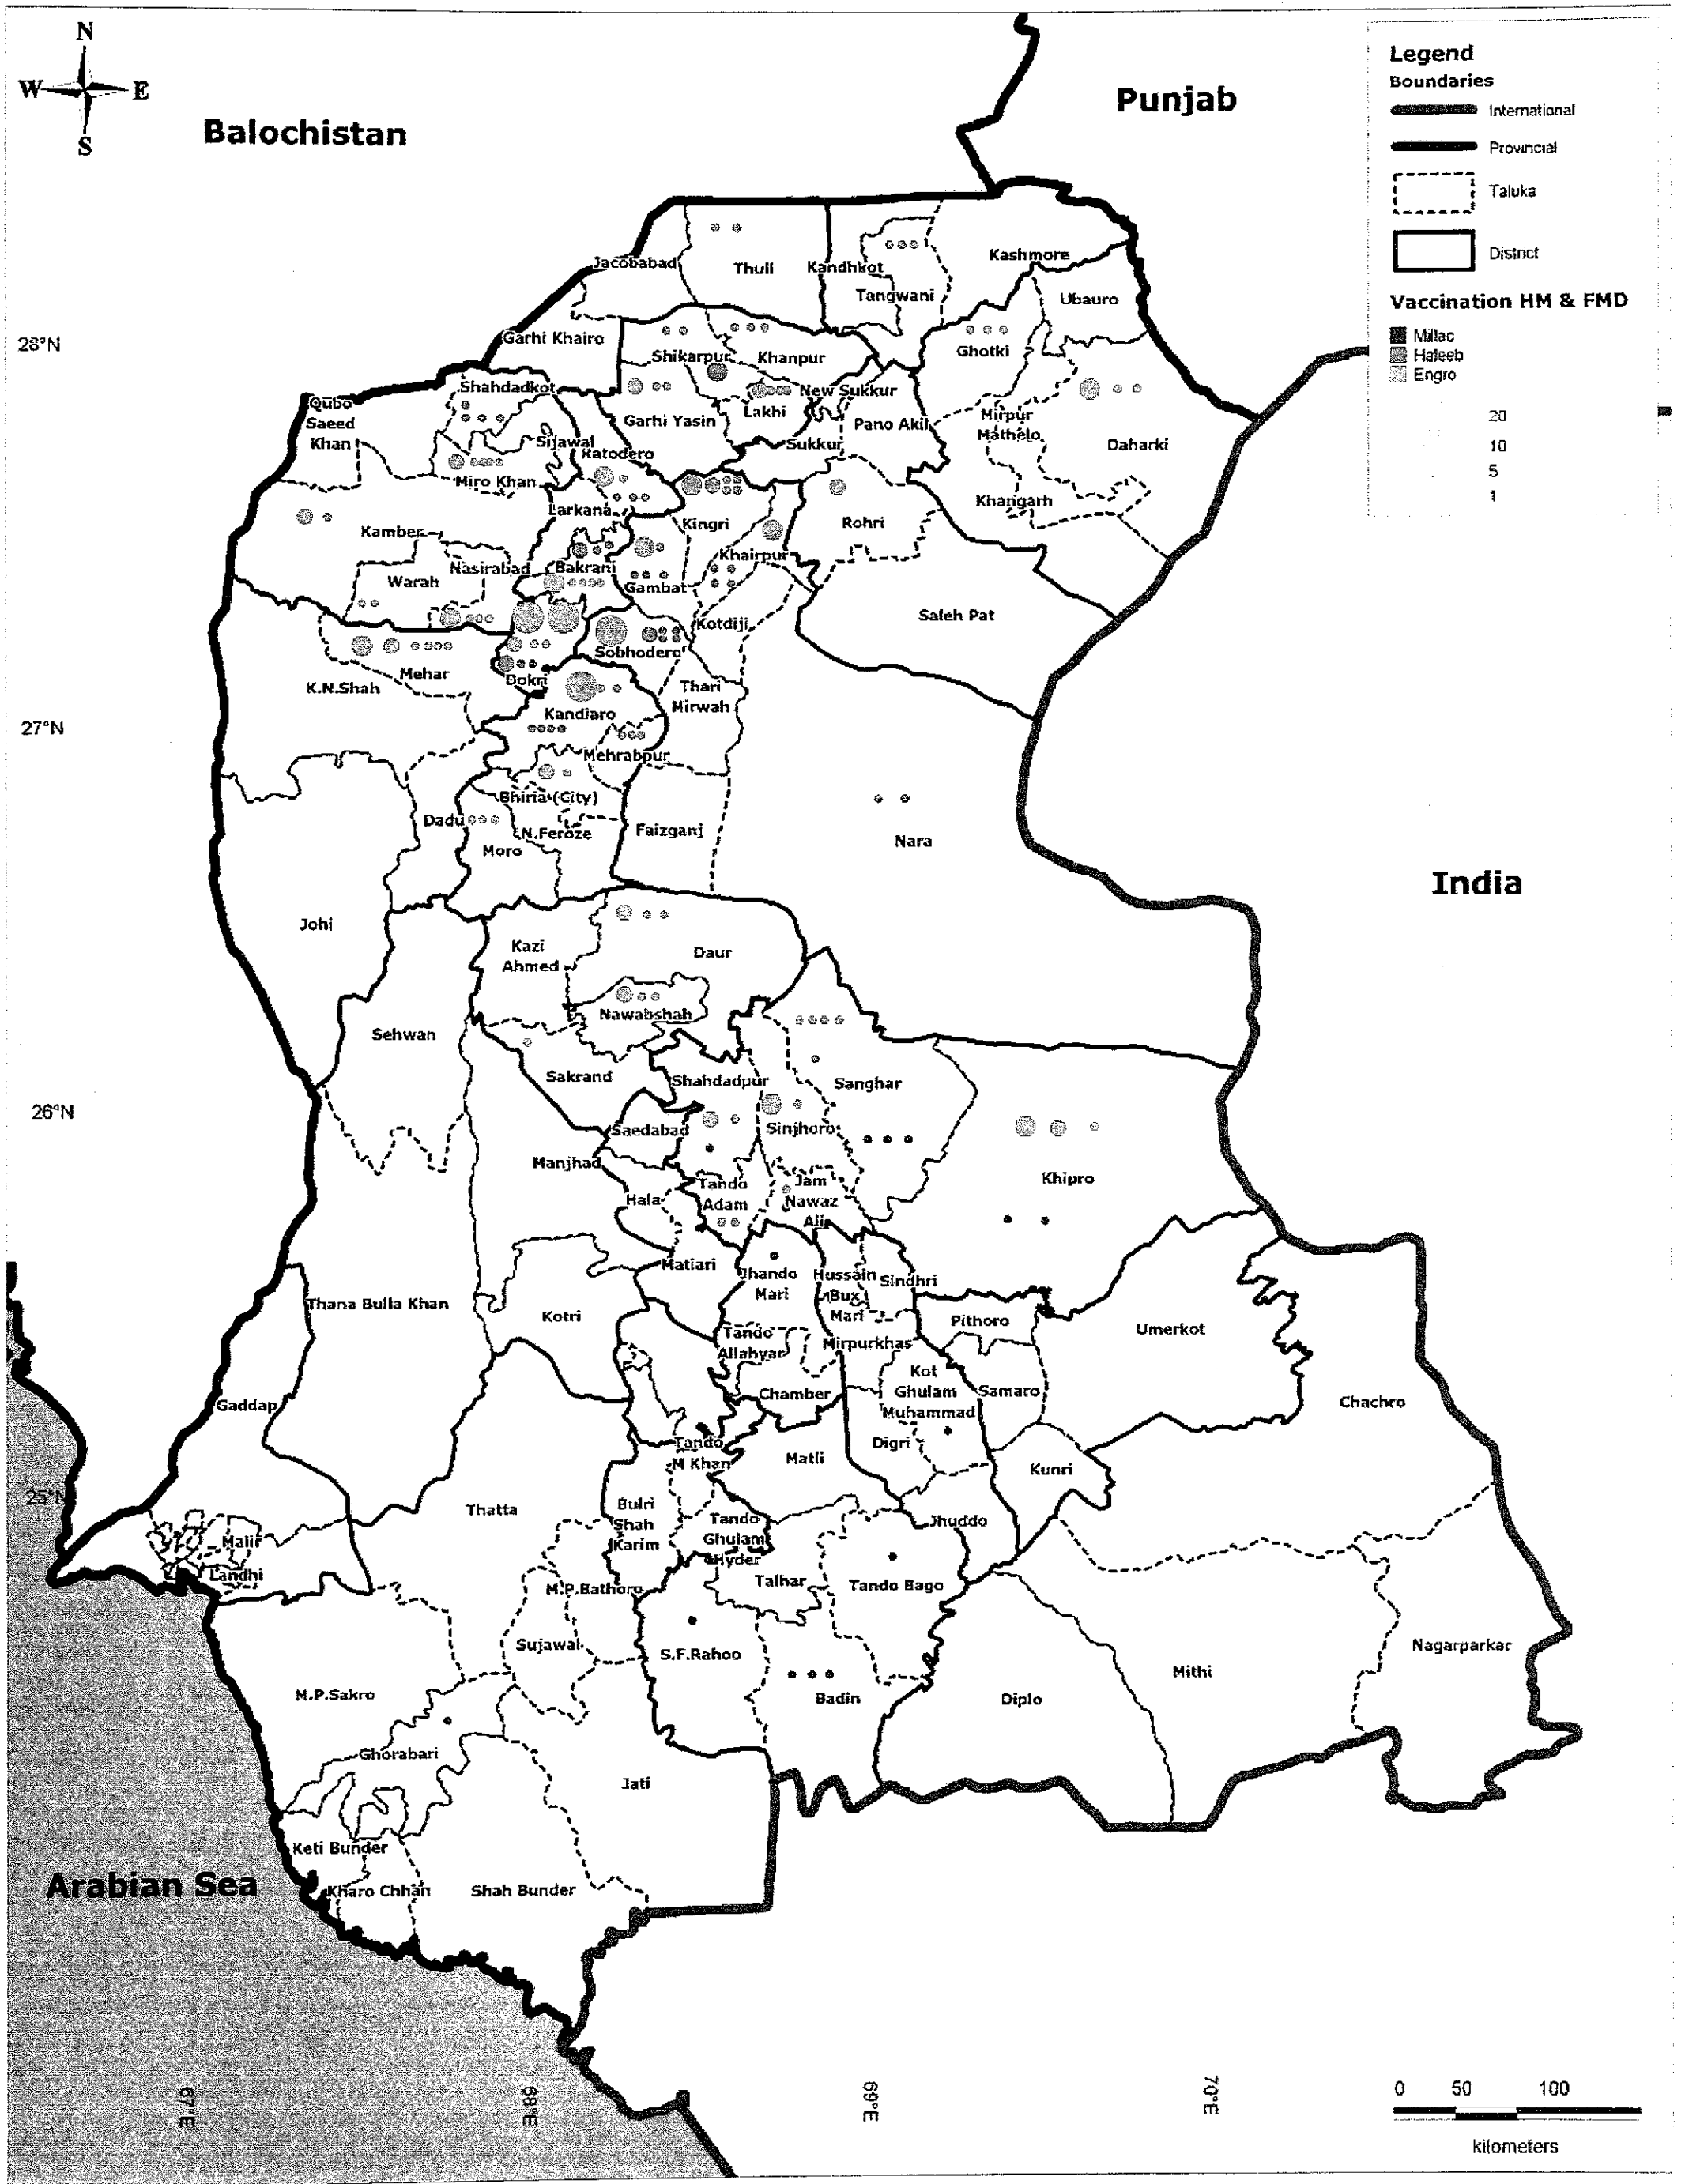 N
W E
S
Balochistan
Punjab
Legend
Boundaries
International
Provincial
Taluka
District
Vaccination HM & FMD
Millac
Haleeb
Engro
20
10
5
1
28°N
27°N
26°N
25°N
Jacobabad
Thull
Kandhkot
Tangwani
Kashmore
Ubauro
Garhi Khairo
Shikarpur
Khanpur
Ghotki
Shahdadkot
Qubo
Saeed
Khan
Garhi Yasin
Lakhi
New Sukkur
Pano Akil
Mirpur
Mathelo
Daharki
Sijawal
Ratodero
Sukkur
Miro Khan
Khangarh
Larkana
Kingri
Rohri
Kamber
Khairpur
Nasirabad
Bakrani
Warah
Gambat
Saleh Pat
Kotdiji
Sobhodero
Mehar
Dokri
K.N.Shah
Thari
Mirwah
Kandiaro
Mehrabpur
Bhiria (City)
Dadu
N.Feroze
Faizganj
Moro
Nara
India
Johi
Kazi
Ahmed
Daur
Nawabshah
Sehwan
Sakrand
Shahdadpur
Sanghar
Saedabad
Sinjhoro
Manjhad
Khipro
Hala
Tando
Adam
Jam
Nawaz
Ali
Matiari
Jhando
Mari
Hussain
Bux
Mari
Sindhri
Thana Bulla Khan
Kotri
Pithoro
Umerkot
Tando
Allahyar
Mirpurkhas
Kot
Ghulam
Muhammad
Samaro
Chamber
Gaddap
Chachro
Tando
M Khan
Matli
Digri
Kunri
Thatta
Bulri
Shah
Karim
Tando
Ghulam
Hyder
Jhuddo
Malir
Landhi
M.P.Bathoro
Talhar
Tando Bago
Sujawal
S.F.Rahoo
Nagarparkar
Mithi
M.P.Sakro
Badin
Diplo
Ghorabari
Jati
Keti Bunder
Arabian Sea
Kharo Chhan
Shah Bunder
67°E
68°E
69°E
70°E
0 50 100
kilometers